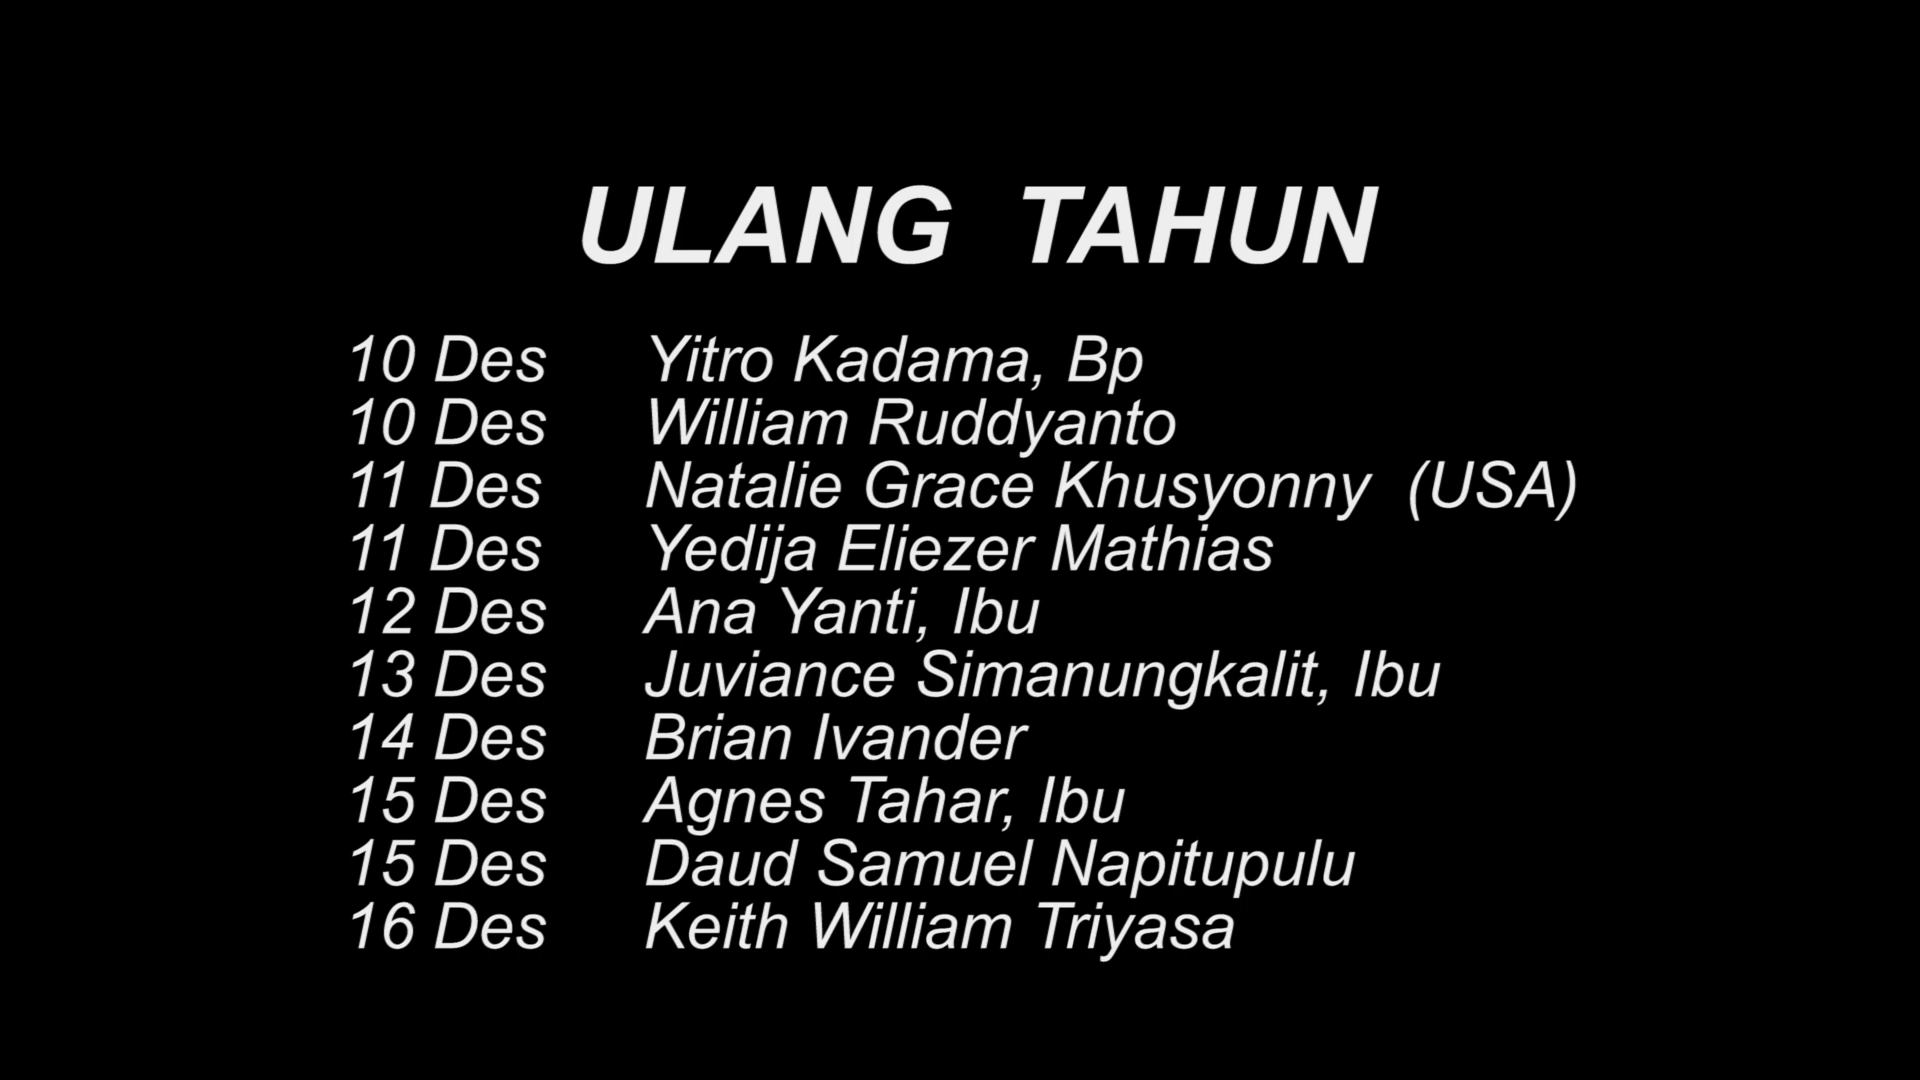 ULANG TAHUN
10 Des Yitro Kadama, Bp
10 Des William Ruddyanto
11 Des Natalie Grace Khusyonny (USA)
11 Des Yedija Eliezer Mathias
12 Des Ana Yanti, Ibu
13 Des Juviance Simanungkalit, Ibu
14 Des Brian Ivander
15 Des Agnes Tahar, Ibu
15 Des Daud Samuel Napitupulu
16 Des Keith William Triyasa